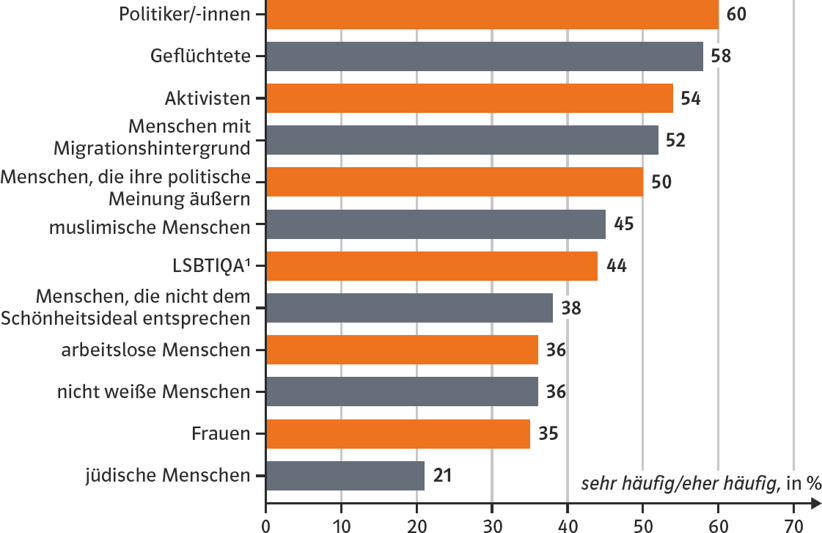 Politiker/-innen 60
Geflüchtete 58
Aktivisten 54
Menschen mit
Migrationshintergrund 52
Menschen, die ihre politische
Meinung äußern 50
muslimische Menschen 45
LSBTIQA¹ 44
Menschen, die nicht dem
Schönheitsideal entsprechen 38
arbeitslose Menschen 36
nicht weiße Menschen 36
Frauen 35
jüdische Menschen 21
sehr häufig/eher häufig, in %
0 10 20 30 40 50 60 70